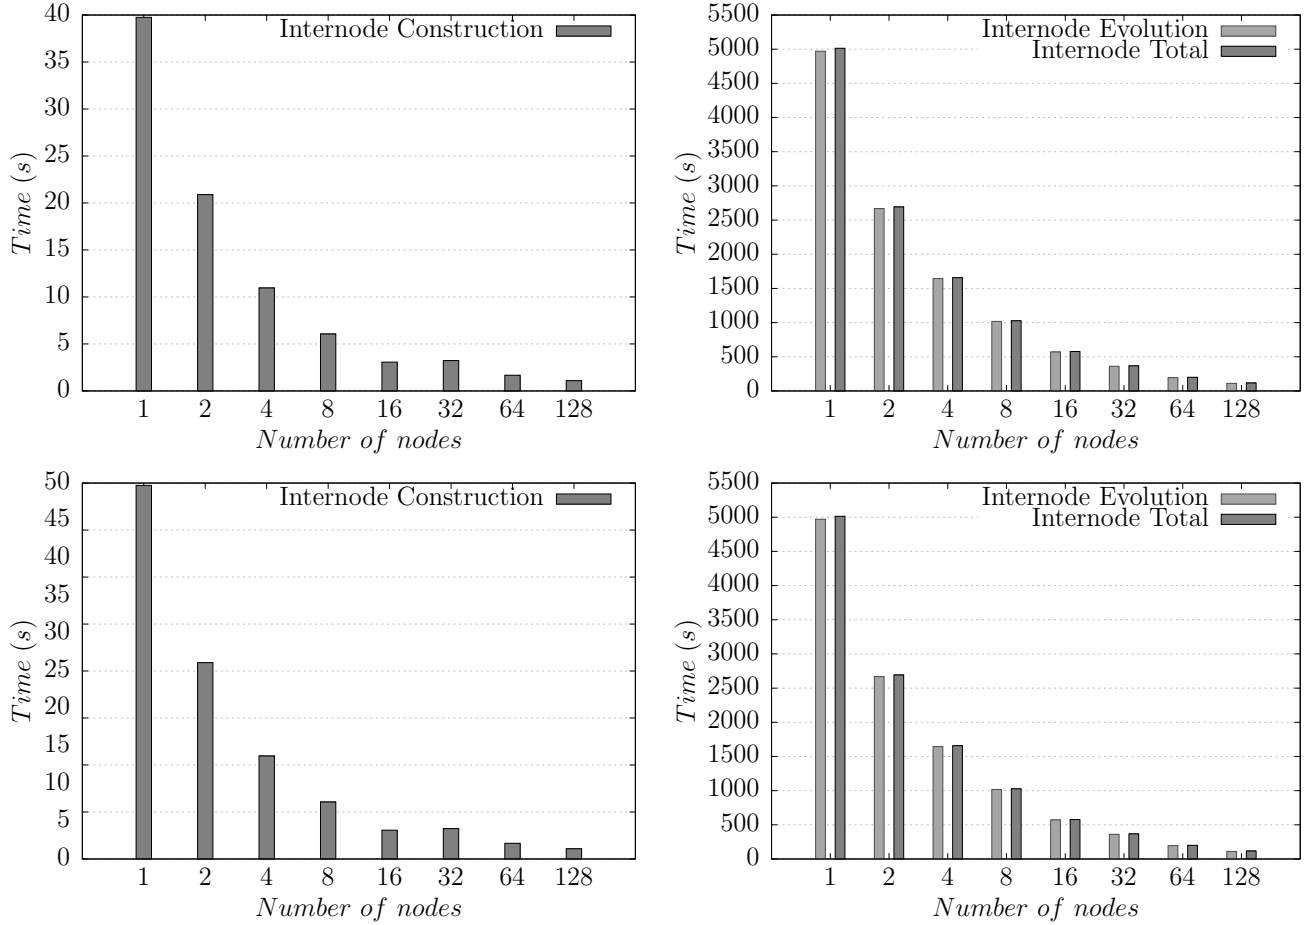 Internode Construction
40
35
30
25
20
15
10
5
0
1 2 4 8 16 32 64 128
Time (s)
Number of nodes
Internode Evolution
Internode Total
5500
5000
4500
4000
3500
3000
2500
2000
1500
1000
500
0
1 2 4 8 16 32 64 128
Time (s)
Number of nodes
Internode Construction
50
45
40
35
30
25
20
15
10
5
0
1 2 4 8 16 32 64 128
Time (s)
Number of nodes
Internode Evolution
Internode Total
5500
5000
4500
4000
3500
3000
2500
2000
1500
1000
500
0
1 2 4 8 16 32 64 128
Time (s)
Number of nodes